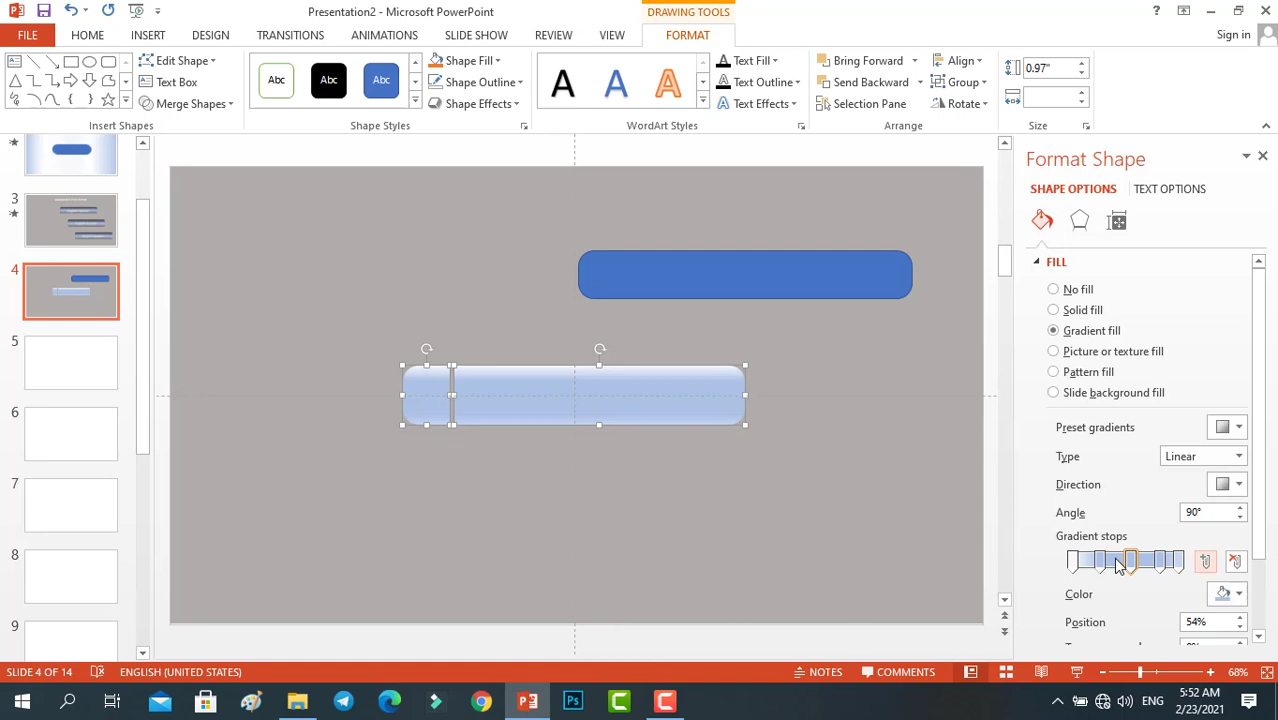 Presentation2 - Microsoft PowerPoint
DRAWING TOOLS
?
FILE HOME INSERT DESIGN TRANSITIONS ANIMATIONS SLIDE SHOW REVIEW VIEW FORMAT Sign in
Edit Shape
Text Box
Merge Shapes
Insert Shapes
Abc Abc Abc
Shape Fill
Shape Outline
Shape Effects
Shape Styles
A A A
Text Fill
Text Outline
Text Effects
WordArt Styles
Bring Forward
Send Backward
Selection Pane
Align
Group
Rotate
Arrange
0.97"
Size
3
4
5
6
7
8
9
Format Shape
SHAPE OPTIONS TEXT OPTIONS
FILL
No fill
Solid fill
Gradient fill
Picture or texture fill
Pattern fill
Slide background fill
Preset gradients
Type Linear
Direction
Angle 90°
Gradient stops
Color
Position 54%
SLIDE 4 OF 14 ENGLISH (UNITED STATES) NOTES COMMENTS 68%
Ps ENG 5:52 AM
2/23/2021